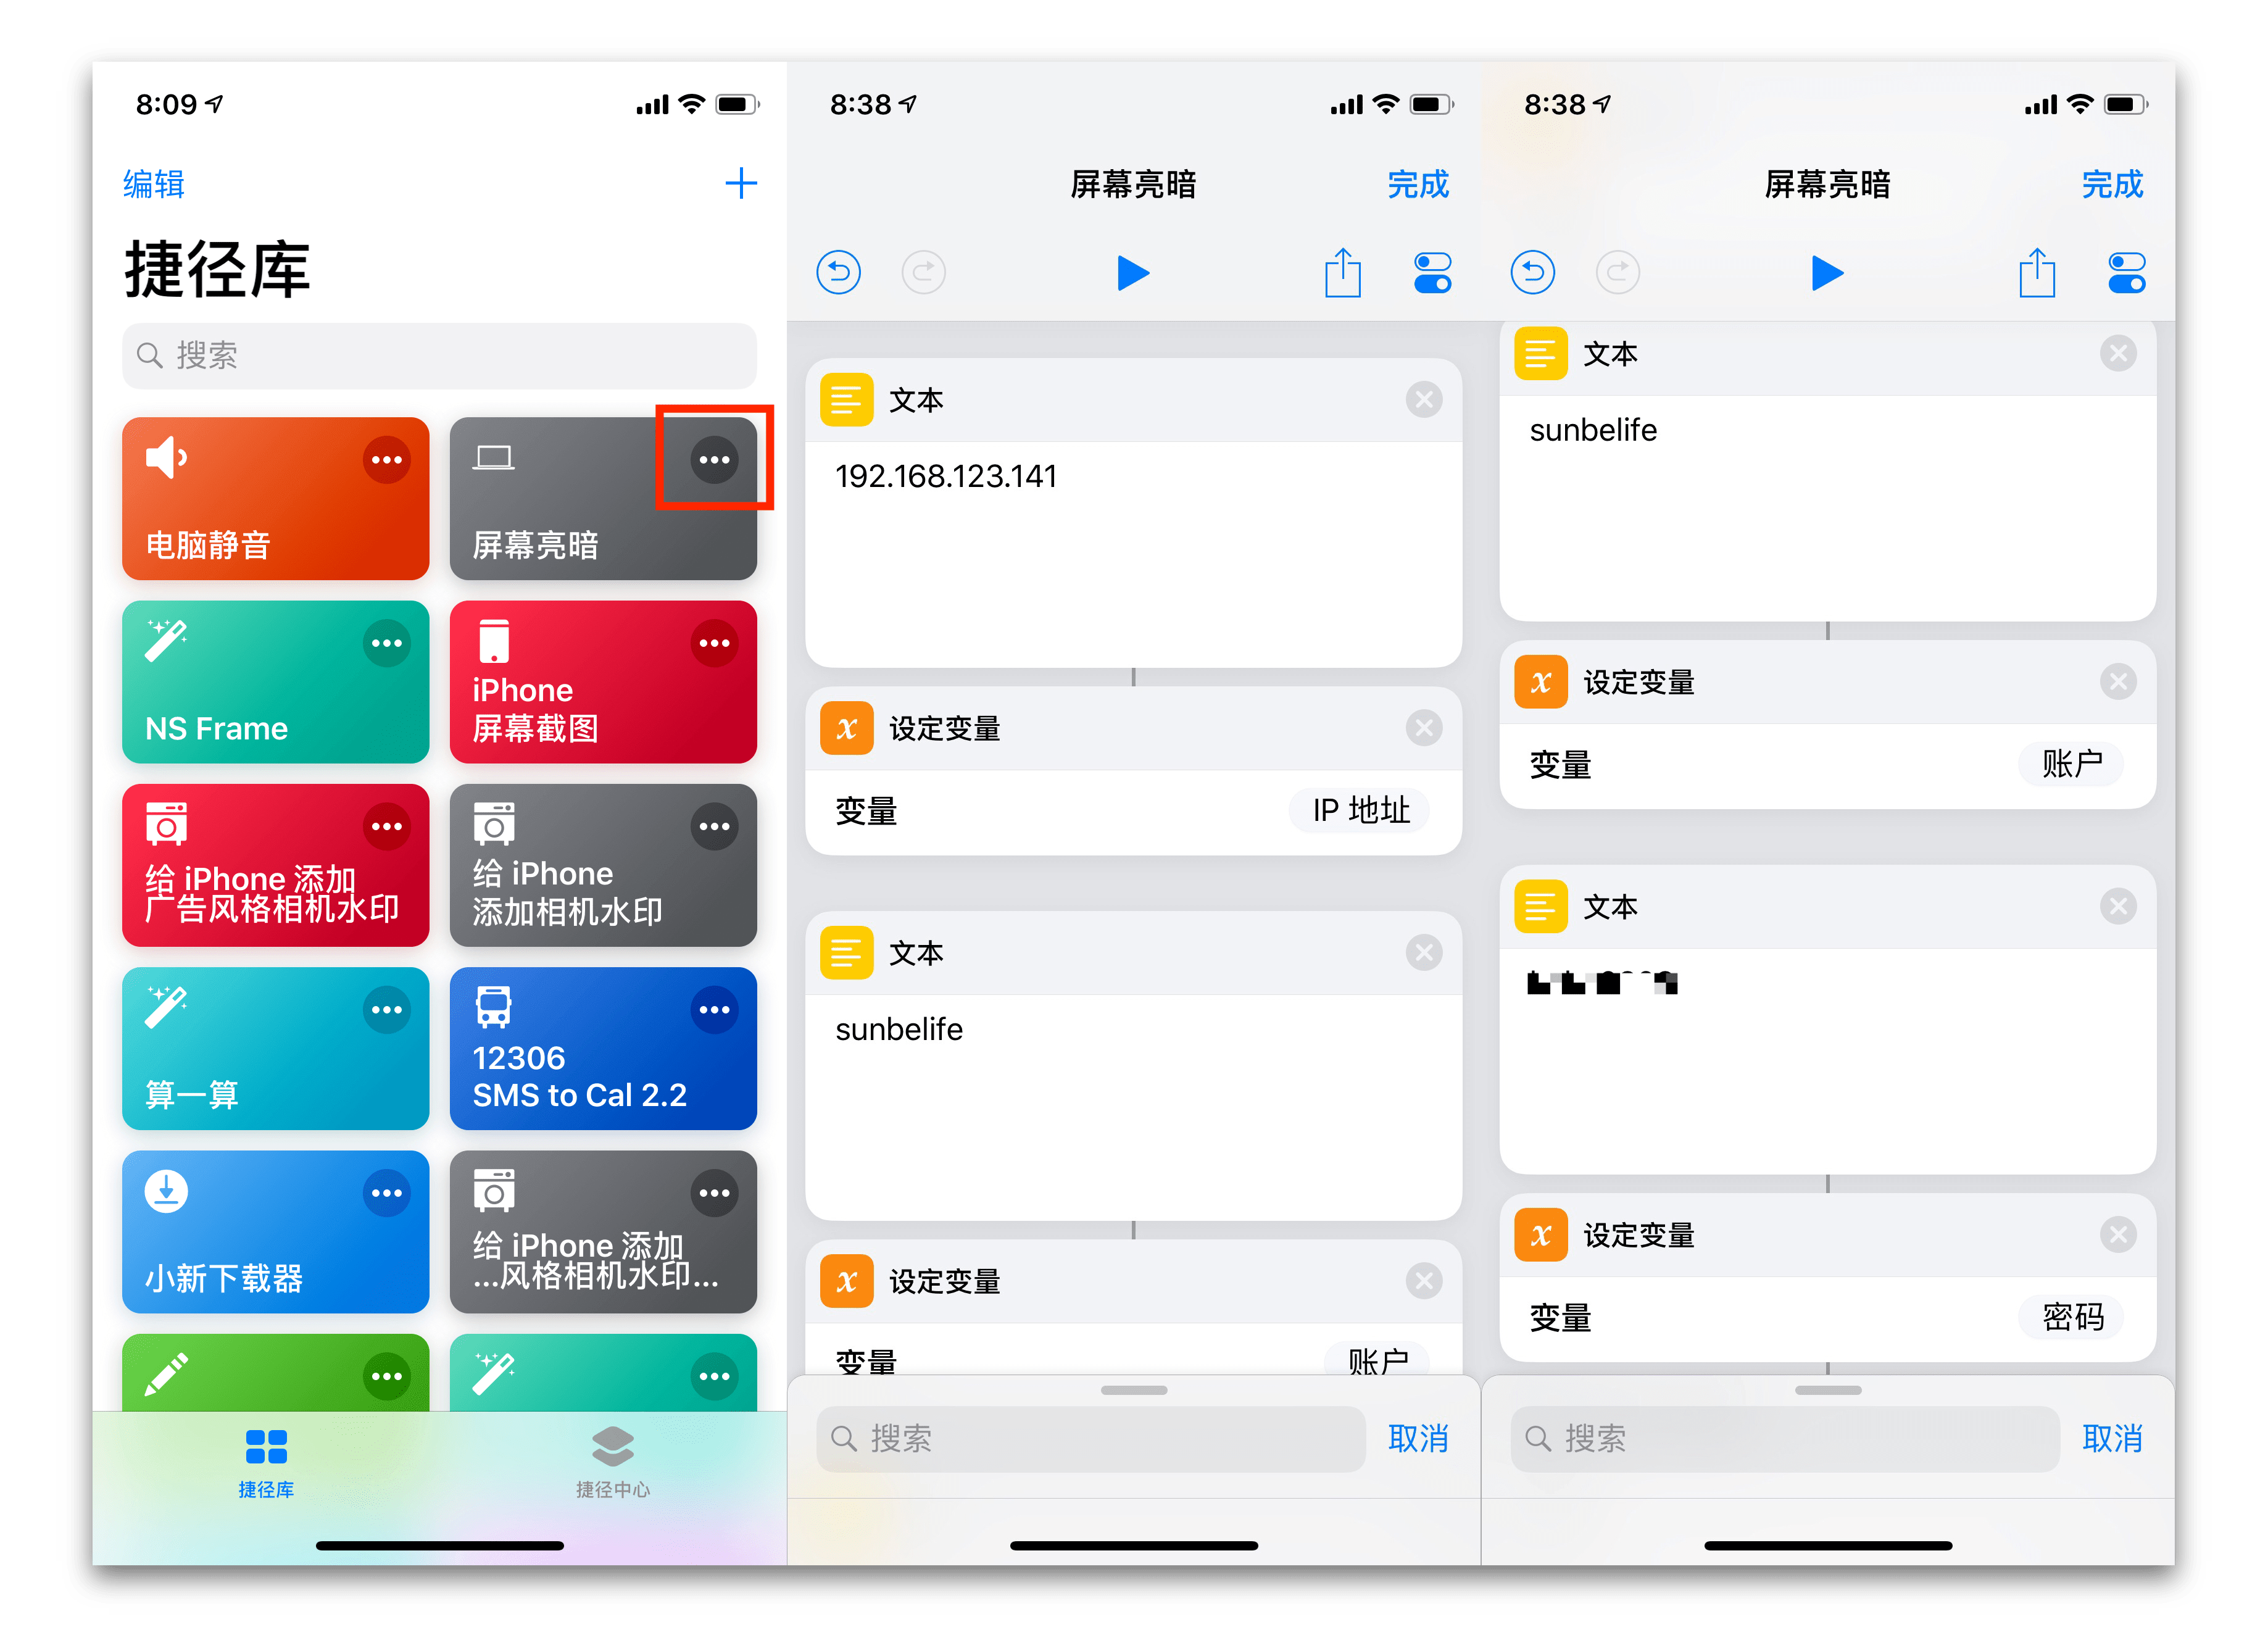 8:09
编辑
捷径库
搜索
电脑静音
屏幕亮暗
NS Frame
iPhone
屏幕截图
给 iPhone 添加
广告风格相机水印
给 iPhone
添加相机水印
算一算
12306
SMS to Cal 2.2
小新下载器
给 iPhone 添加
...风格相机水印...
捷径库
捷径中心
8:38
屏幕亮暗
完成
文本
192.168.123.141
设定变量
变量
IP 地址
文本
sunbelife
设定变量
变量
账户
搜索
取消
8:38
屏幕亮暗
完成
文本
sunbelife
设定变量
变量
账户
文本
设定变量
变量
密码
搜索
取消